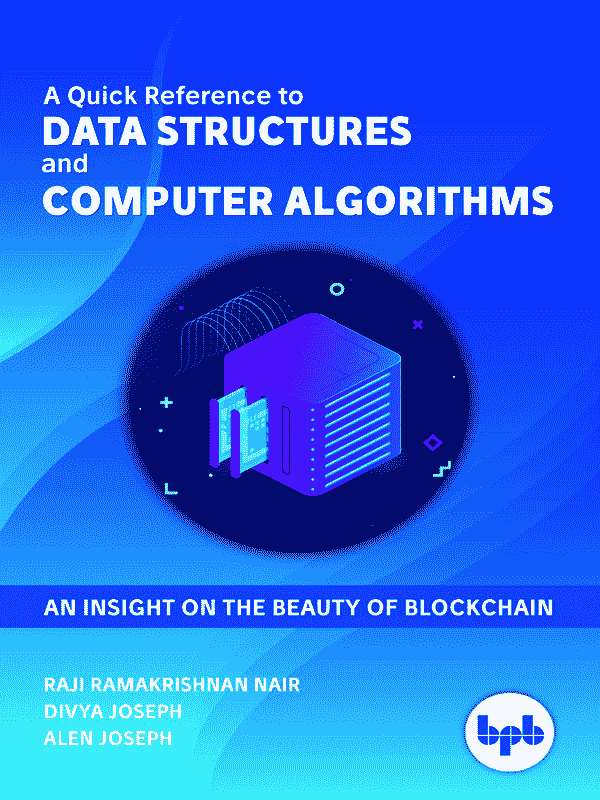 A Quick Reference to
DATA STRUCTURES
and
COMPUTER ALGORITHMS
AN INSIGHT ON THE BEAUTY OF BLOCKCHAIN
RAJI RAMAKRISHNAN NAIR
DIVYA JOSEPH
ALEN JOSEPH
bpb